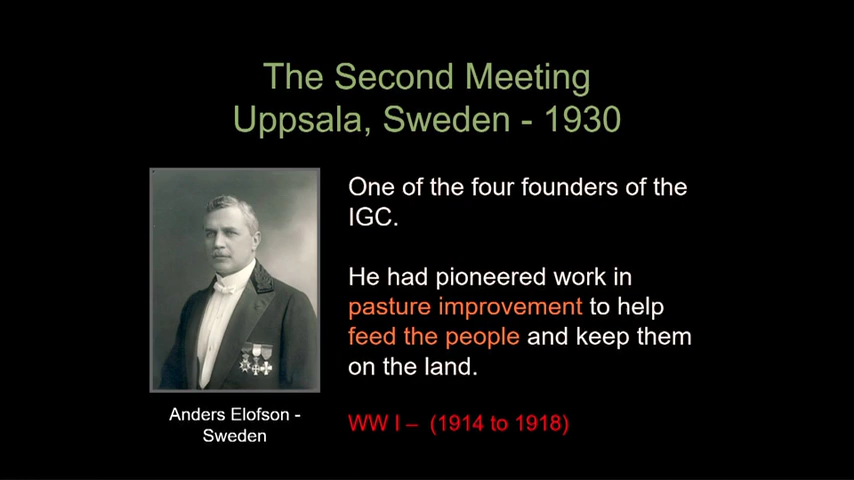 The Second Meeting
Uppsala, Sweden - 1930
One of the four founders of the
IGC.
He had pioneered work in
pasture improvement to help
feed the people and keep them
on the land.
WW I – (1914 to 1918)
Anders Elofson -
Sweden